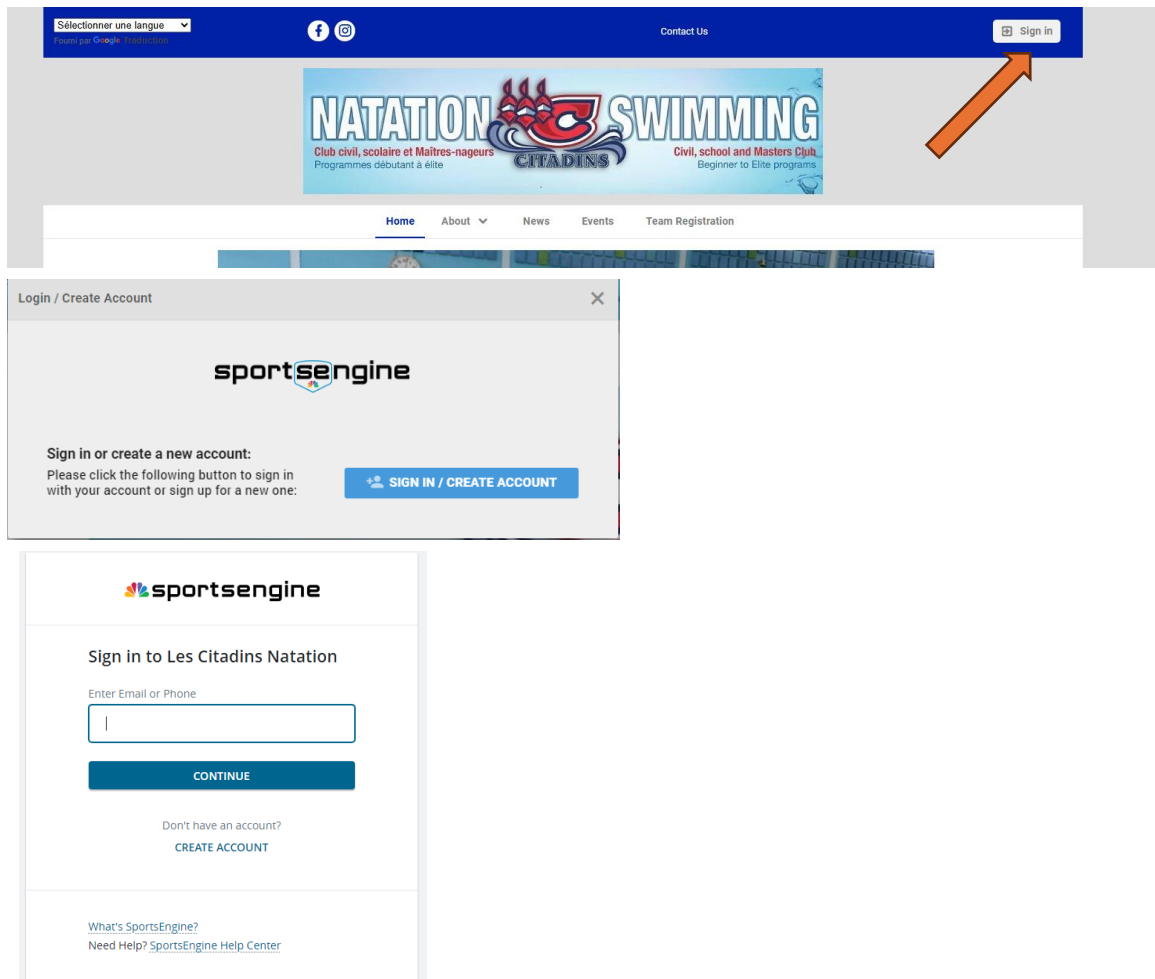 Sélectionner une langue
Fourni par Google Traduction
Contact Us
Sign in
NATATION
Club civil, scolaire et Maîtres-nageurs
Programmes débutant à élite
CITADINS
SWIMMING
Civil, school and Masters Club
Beginner to Elite programs
Home About News Events Team Registration
Login / Create Account
sportsengine
Sign in or create a new account:
Please click the following button to sign in
with your account or sign up for a new one:
SIGN IN / CREATE ACCOUNT
sportsengine
Sign in to Les Citadins Natation
Enter Email or Phone
CONTINUE
Don't have an account?
CREATE ACCOUNT
What's SportsEngine?
Need Help? SportsEngine Help Center